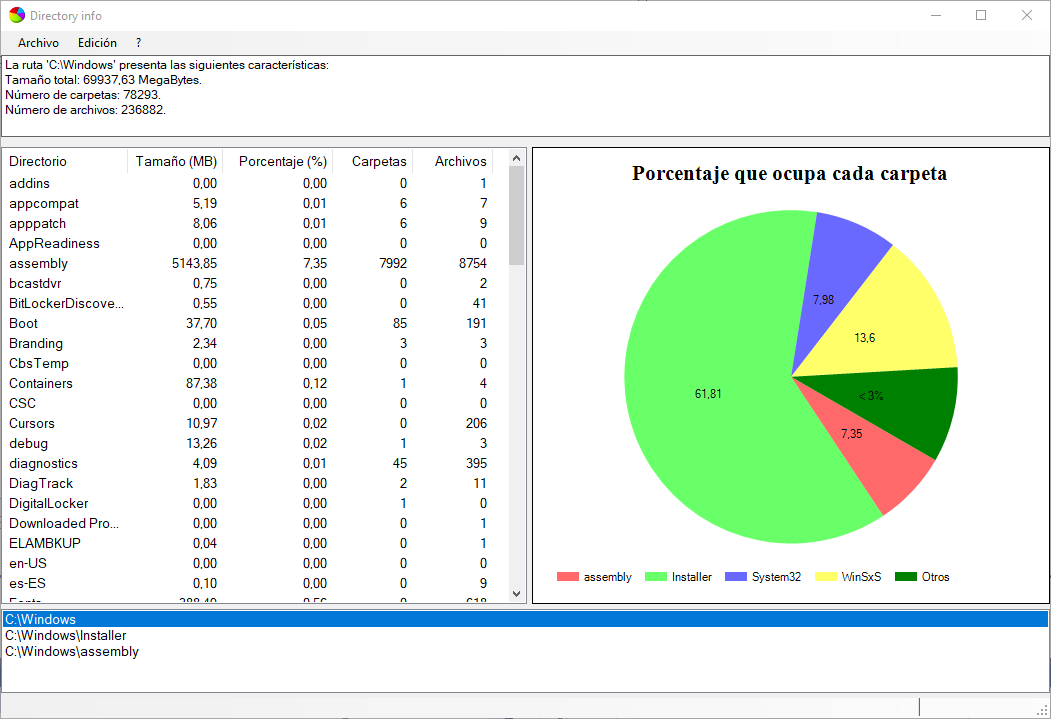 Directory info
Archivo Edición ?
La ruta 'C:\Windows' presenta las siguientes características:
Tamaño total: 69937,63 MegaBytes.
Número de carpetas: 78293.
Número de archivos: 236882.
Directorio Tamaño (MB) Porcentaje (%) Carpetas Archivos
addins 0,00 0,00 0 1
appcompat 5,19 0,01 6 7
apppatch 8,06 0,01 6 9
AppReadiness 0,00 0,00 0 0
assembly 5143,85 7,35 7992 8754
bcastdvr 0,75 0,00 0 2
BitLockerDiscove... 0,55 0,00 0 41
Boot 37,70 0,05 85 191
Branding 2,34 0,00 3 3
CbsTemp 0,00 0,00 0 0
Containers 87,38 0,12 1 4
CSC 0,00 0,00 0 0
Cursors 10,97 0,02 0 206
debug 13,26 0,02 1 3
diagnostics 4,09 0,01 45 395
DiagTrack 1,83 0,00 2 11
DigitalLocker 0,00 0,00 1 0
Downloaded Pro... 0,00 0,00 0 1
ELAMBKUP 0,04 0,00 0 1
en-US 0,00 0,00 0 0
es-ES 0,10 0,00 0 9
Porcentaje que ocupa cada carpeta
7,98
13,6
61,81
< 3%
7,35
assembly Installer System32 WinSxS Otros
C:\Windows
C:\Windows\Installer
C:\Windows\assembly